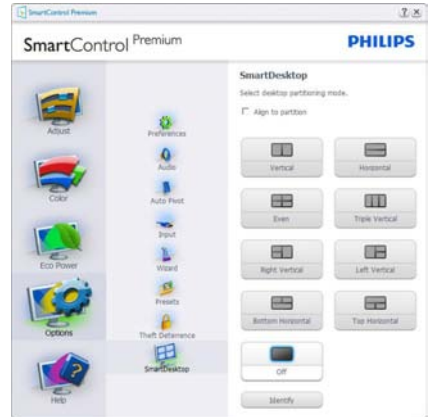 SmartControl Premium
SmartControl Premium
PHILIPS
Adjust
Color
Eco Power
Options
Help
Preferences
Audio
Auto Pivot
Input
Wizard
Presets
Theft Deterrence
SmartDesktop
SmartDesktop
Select desktop partitioning mode.
Align to partition
Vertical
Horizontal
Even
Triple Vertical
Right Vertical
Left Vertical
Bottom Horizontal
Top Horizontal
Off
Identify